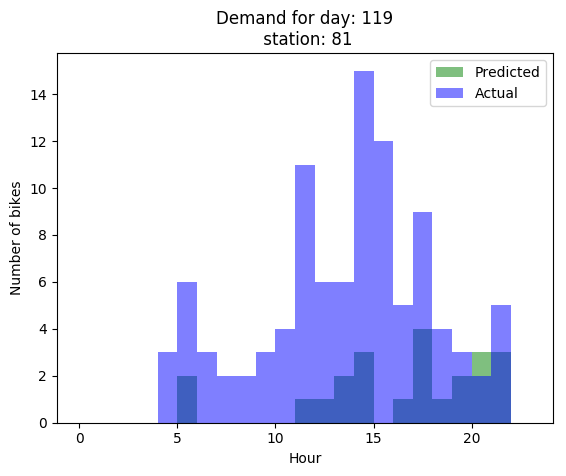 Demand for day: 119
station: 81
Predicted
Actual
Number of bikes
14
12
10
8
6
4
2
0
0 5 10 15 20
Hour